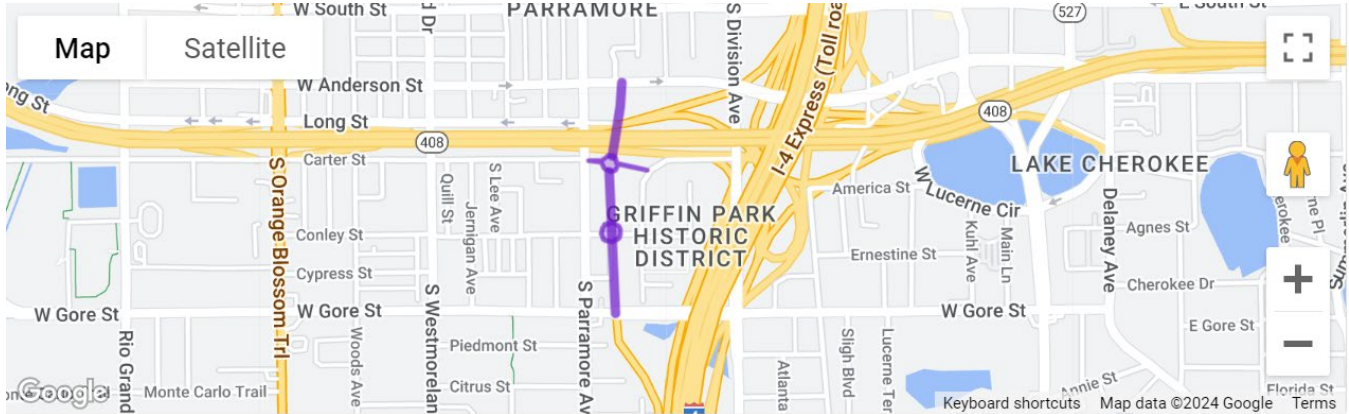 W South St
PARRAMORE
S Division Ave
527
E South St
Map
Satellite
W Anderson St
I-4 Express (Toll road
ong St
Long St
408
408
Carter St
S Orange Blossom Trl
Quill St
S Lee Ave
Jernigan Ave
America St
W Lucerne Cir
LAKE CHEROKEE
Delaney Ave
GRIFFIN PARK
HISTORIC
DISTRICT
Conley St
Cypress St
Ernestine St
Kuhl Ave
Main Ln
Agnes St
Cherokee Dr
W Gore St
W Gore St
W Gore St
E Gore St
Rio Grand
Woods Ave
S Westmorelan
S Parramore Av
Piedmont St
Citrus St
Monte Carlo Trail
Atlanta
Sligh Blvd
Lucerne Ter
Annie St
Florida St
Google
Keyboard shortcuts
Map data ©2024 Google
Terms